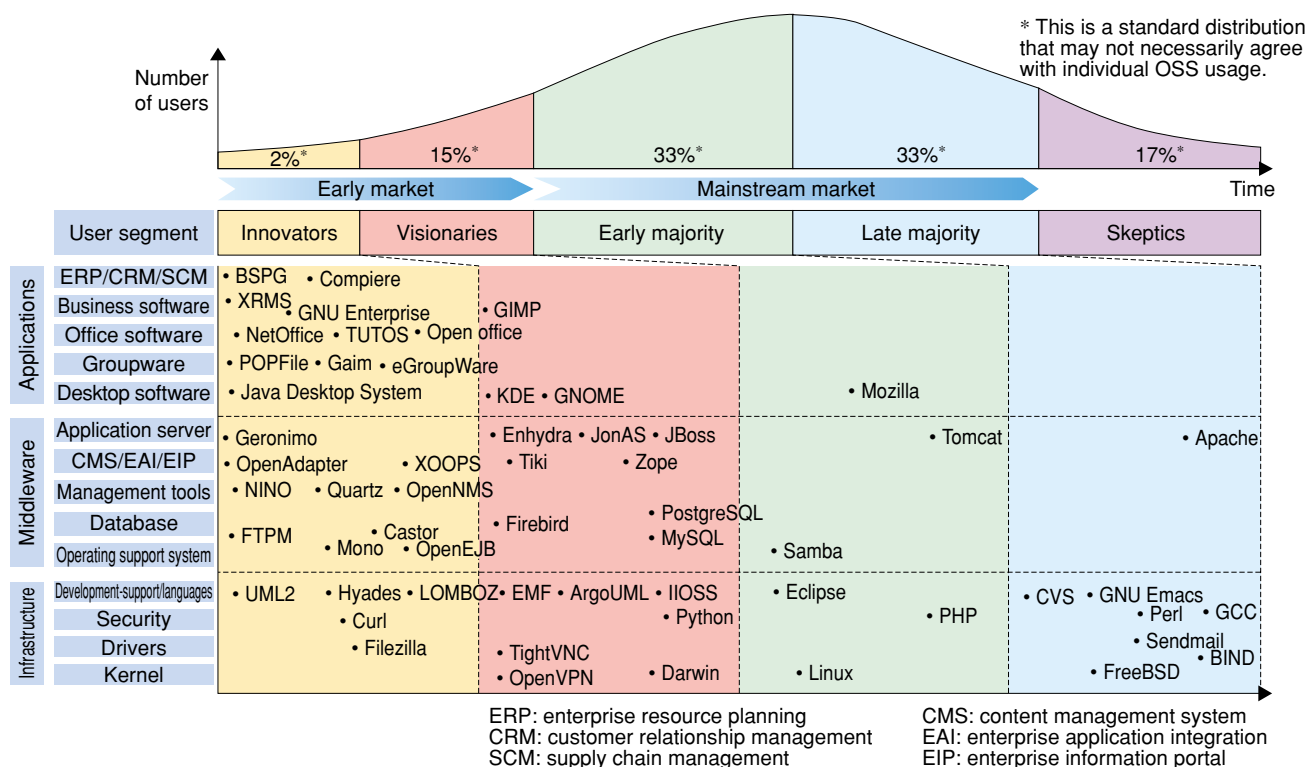 * This is a standard distribution
that may not necessarily agree
with individual OSS usage.
Number
of users
2%*
15%*
33%*
33%*
17%*
Early market
Mainstream market
Time
User segment
Innovators
Visionaries
Early majority
Late majority
Skeptics
Applications
ERP/CRM/SCM
• BSPG
• Compiere
Business software
• XRMS
• GNU Enterprise
• GIMP
Office software
• NetOffice
• TUTOS
• Open office
Groupware
• POPFile
• Gaim
• eGroupWare
Desktop software
• Java Desktop System
• KDE
• GNOME
• Mozilla
Middleware
Application server
• Geronimo
• Enhydra
• JonAS
• JBoss
• Tomcat
• Apache
CMS/EAI/EIP
• OpenAdapter
• XOOPS
• Tiki
• Zope
Management tools
• NINO
• Quartz
• OpenNMS
Database
• FTPM
• Castor
• Firebird
• PostgreSQL
• MySQL
Operating support system
• Mono
• OpenEJB
• Samba
Infrastructure
Development-support/languages
• UML2
• Hyades
• LOMBOZ
• EMF
• ArgoUML
• IIOSS
• Eclipse
• CVS
• GNU Emacs
Security
• Curl
• Python
• PHP
• Perl
• GCC
Drivers
• Filezilla
• TightVNC
• Sendmail
• BIND
Kernel
• OpenVPN
• Darwin
• Linux
• FreeBSD
ERP: enterprise resource planning
CRM: customer relationship management
SCM: supply chain management
CMS: content management system
EAI: enterprise application integration
EIP: enterprise information portal